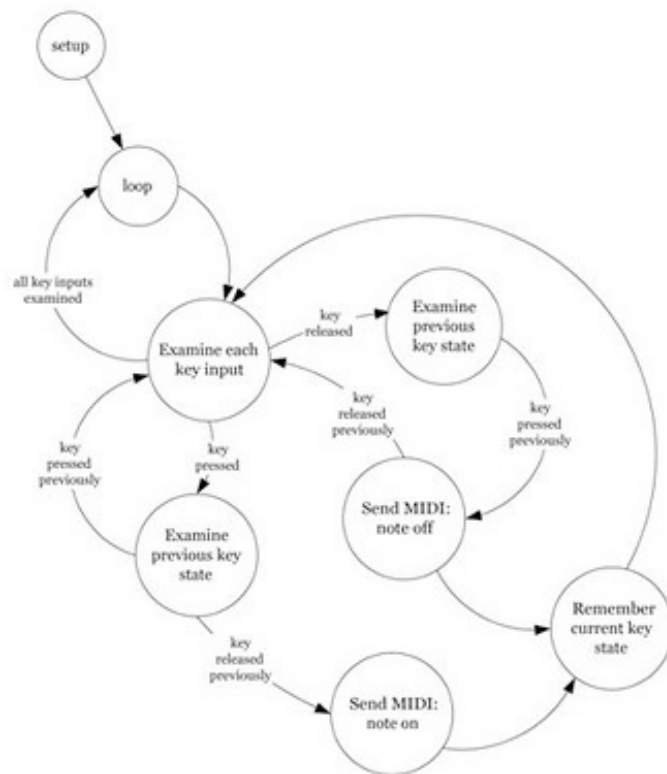 setup
loop
all key inputs
examined
Examine each
key input
key
released
Examine
previous
key state
key
released
previously
key
pressed
previously
key
pressed
previously
key
pressed
Send MIDI:
note off
Examine
previous key
state
Remember
current key
state
key
released
previously
Send MIDI:
note on